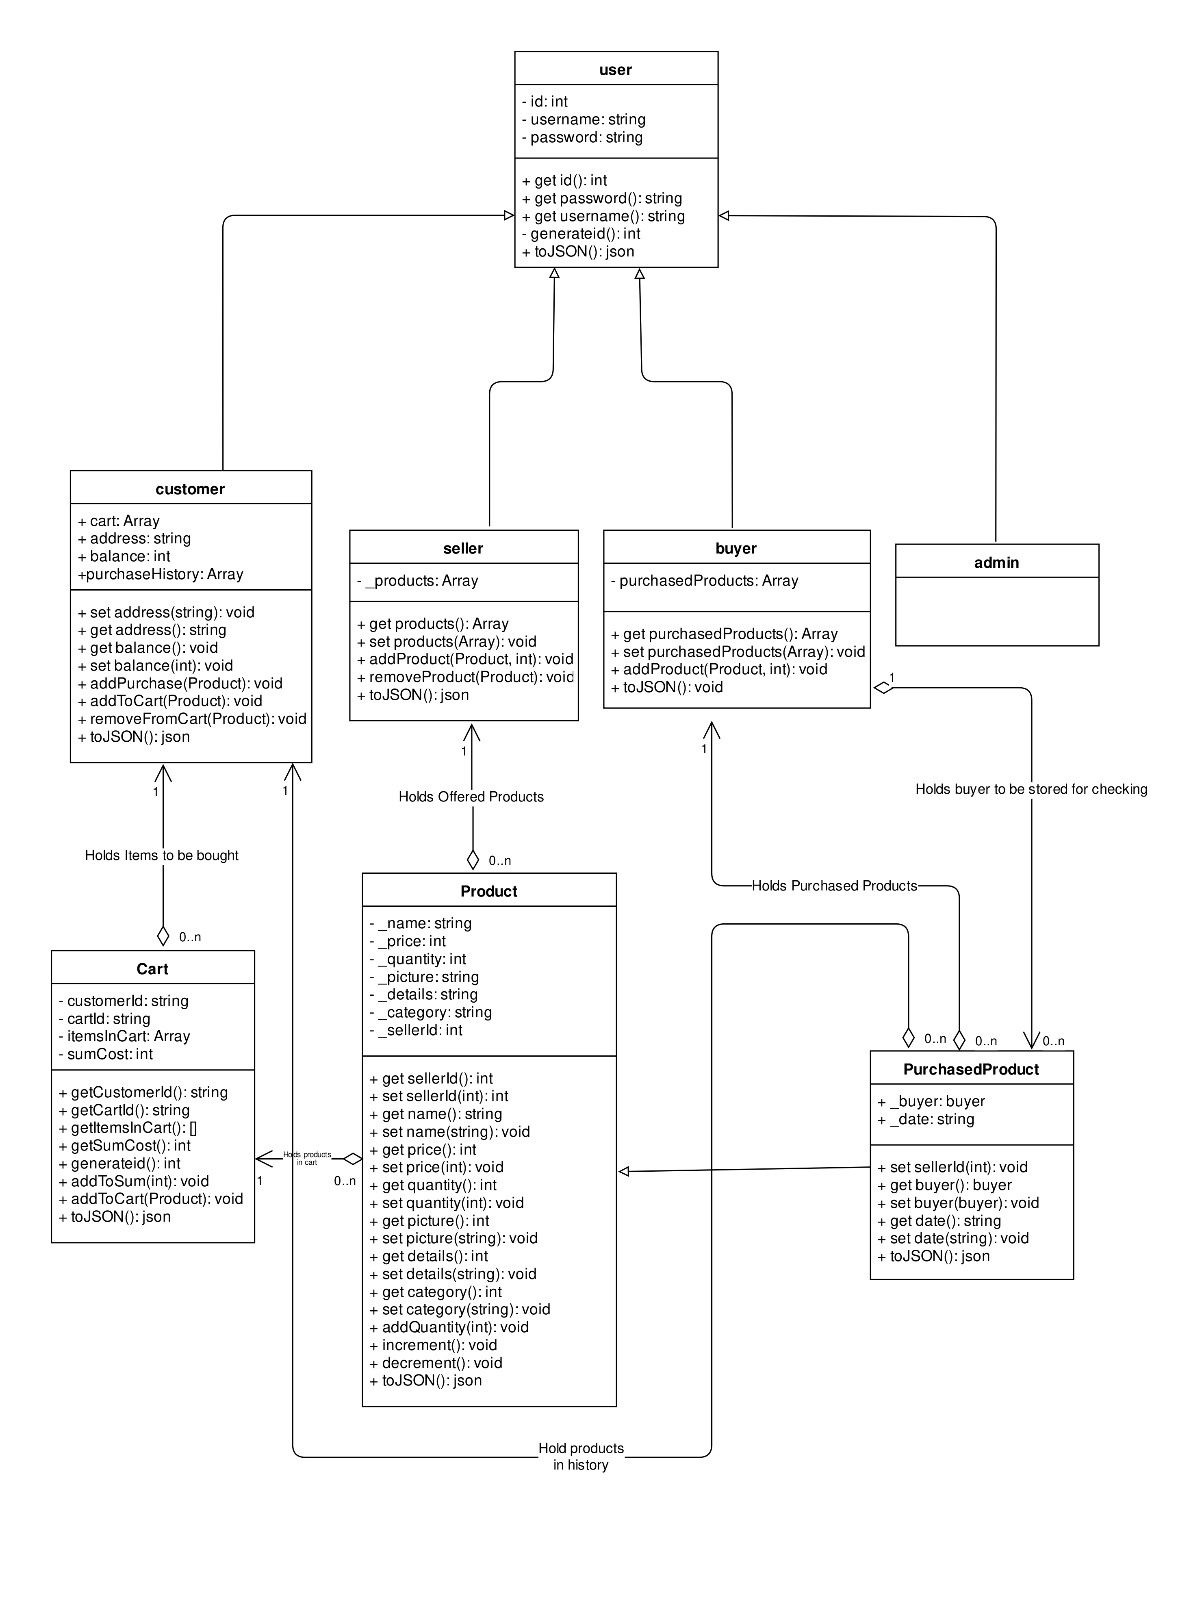 user
- id: int
- username: string
- password: string
+ get id(): int
+ get password(): string
+ get username(): string
- generateid(): int
+ toJSON(): json
customer
+ cart: Array
+ address: string
+ balance: int
+purchaseHistory: Array
+ set address(string): void
+ get address(): string
+ get balance(): void
+ set balance(int): void
+ addPurchase(Product): void
+ addToCart(Product): void
+ removeFromCart(Product): void
+ toJSON(): json
seller
- _products: Array
+ get products(): Array
+ set products(Array): void
+ addProduct(Product, int): void
+ removeProduct(Product): void
+ toJSON(): json
buyer
- purchasedProducts: Array
+ get purchasedProducts(): Array
+ set purchasedProducts(Array): void
+ addProduct(Product, int): void
+ toJSON(): void
admin
1
1
1
1
1
Holds Offered Products
Holds buyer to be stored for checking
Holds Items to be bought
0..n
0..n
Holds Purchased Products
Cart
- customerId: string
- cartId: string
- itemsInCart: Array
- sumCost: int
+ getCustomerId(): string
+ getCartId(): string
+ getItemsInCart(): []
+ getSumCost(): int
+ generateid(): int
+ addToSum(int): void
+ addToCart(Product): void
+ toJSON(): json
Holds products
in cart
1
0..n
Product
- _name: string
- _price: int
- _quantity: int
- _picture: string
- _details: string
- _category: string
- _sellerId: int
+ get sellerId(): int
+ set sellerId(int): int
+ get name(): string
+ set name(string): void
+ get price(): int
+ set price(int): void
+ get quantity(): int
+ set quantity(int): void
+ get picture(): int
+ set picture(string): void
+ get details(): int
+ set details(string): void
+ get category(): int
+ set category(string): void
+ addQuantity(int): void
+ increment(): void
+ decrement(): void
+ toJSON(): json
0..n
0..n
0..n
PurchasedProduct
+ _buyer: buyer
+ _date: string
+ set sellerId(int): void
+ get buyer(): buyer
+ set buyer(buyer): void
+ get date(): string
+ set date(string): void
+ toJSON(): json
Hold products
in history